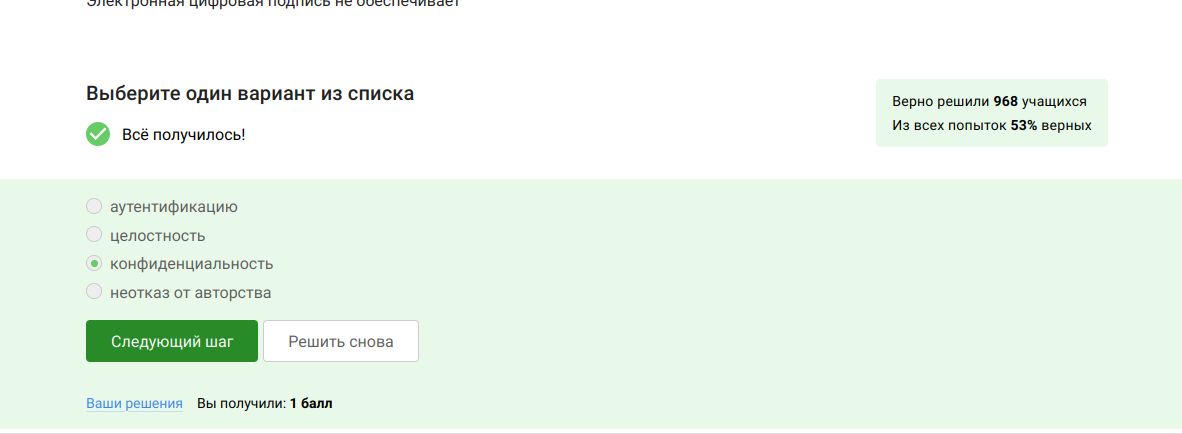 Электронная цифровая подпись не обеспечивает
Выберите один вариант из списка
Всё получилось!
Верно решили 968 учащихся
Из всех попыток 53% верных
аутентификацию
целостность
конфиденциальность
неотказ от авторства
Следующий шаг
Решить снова
Ваши решения Вы получили: 1 балл